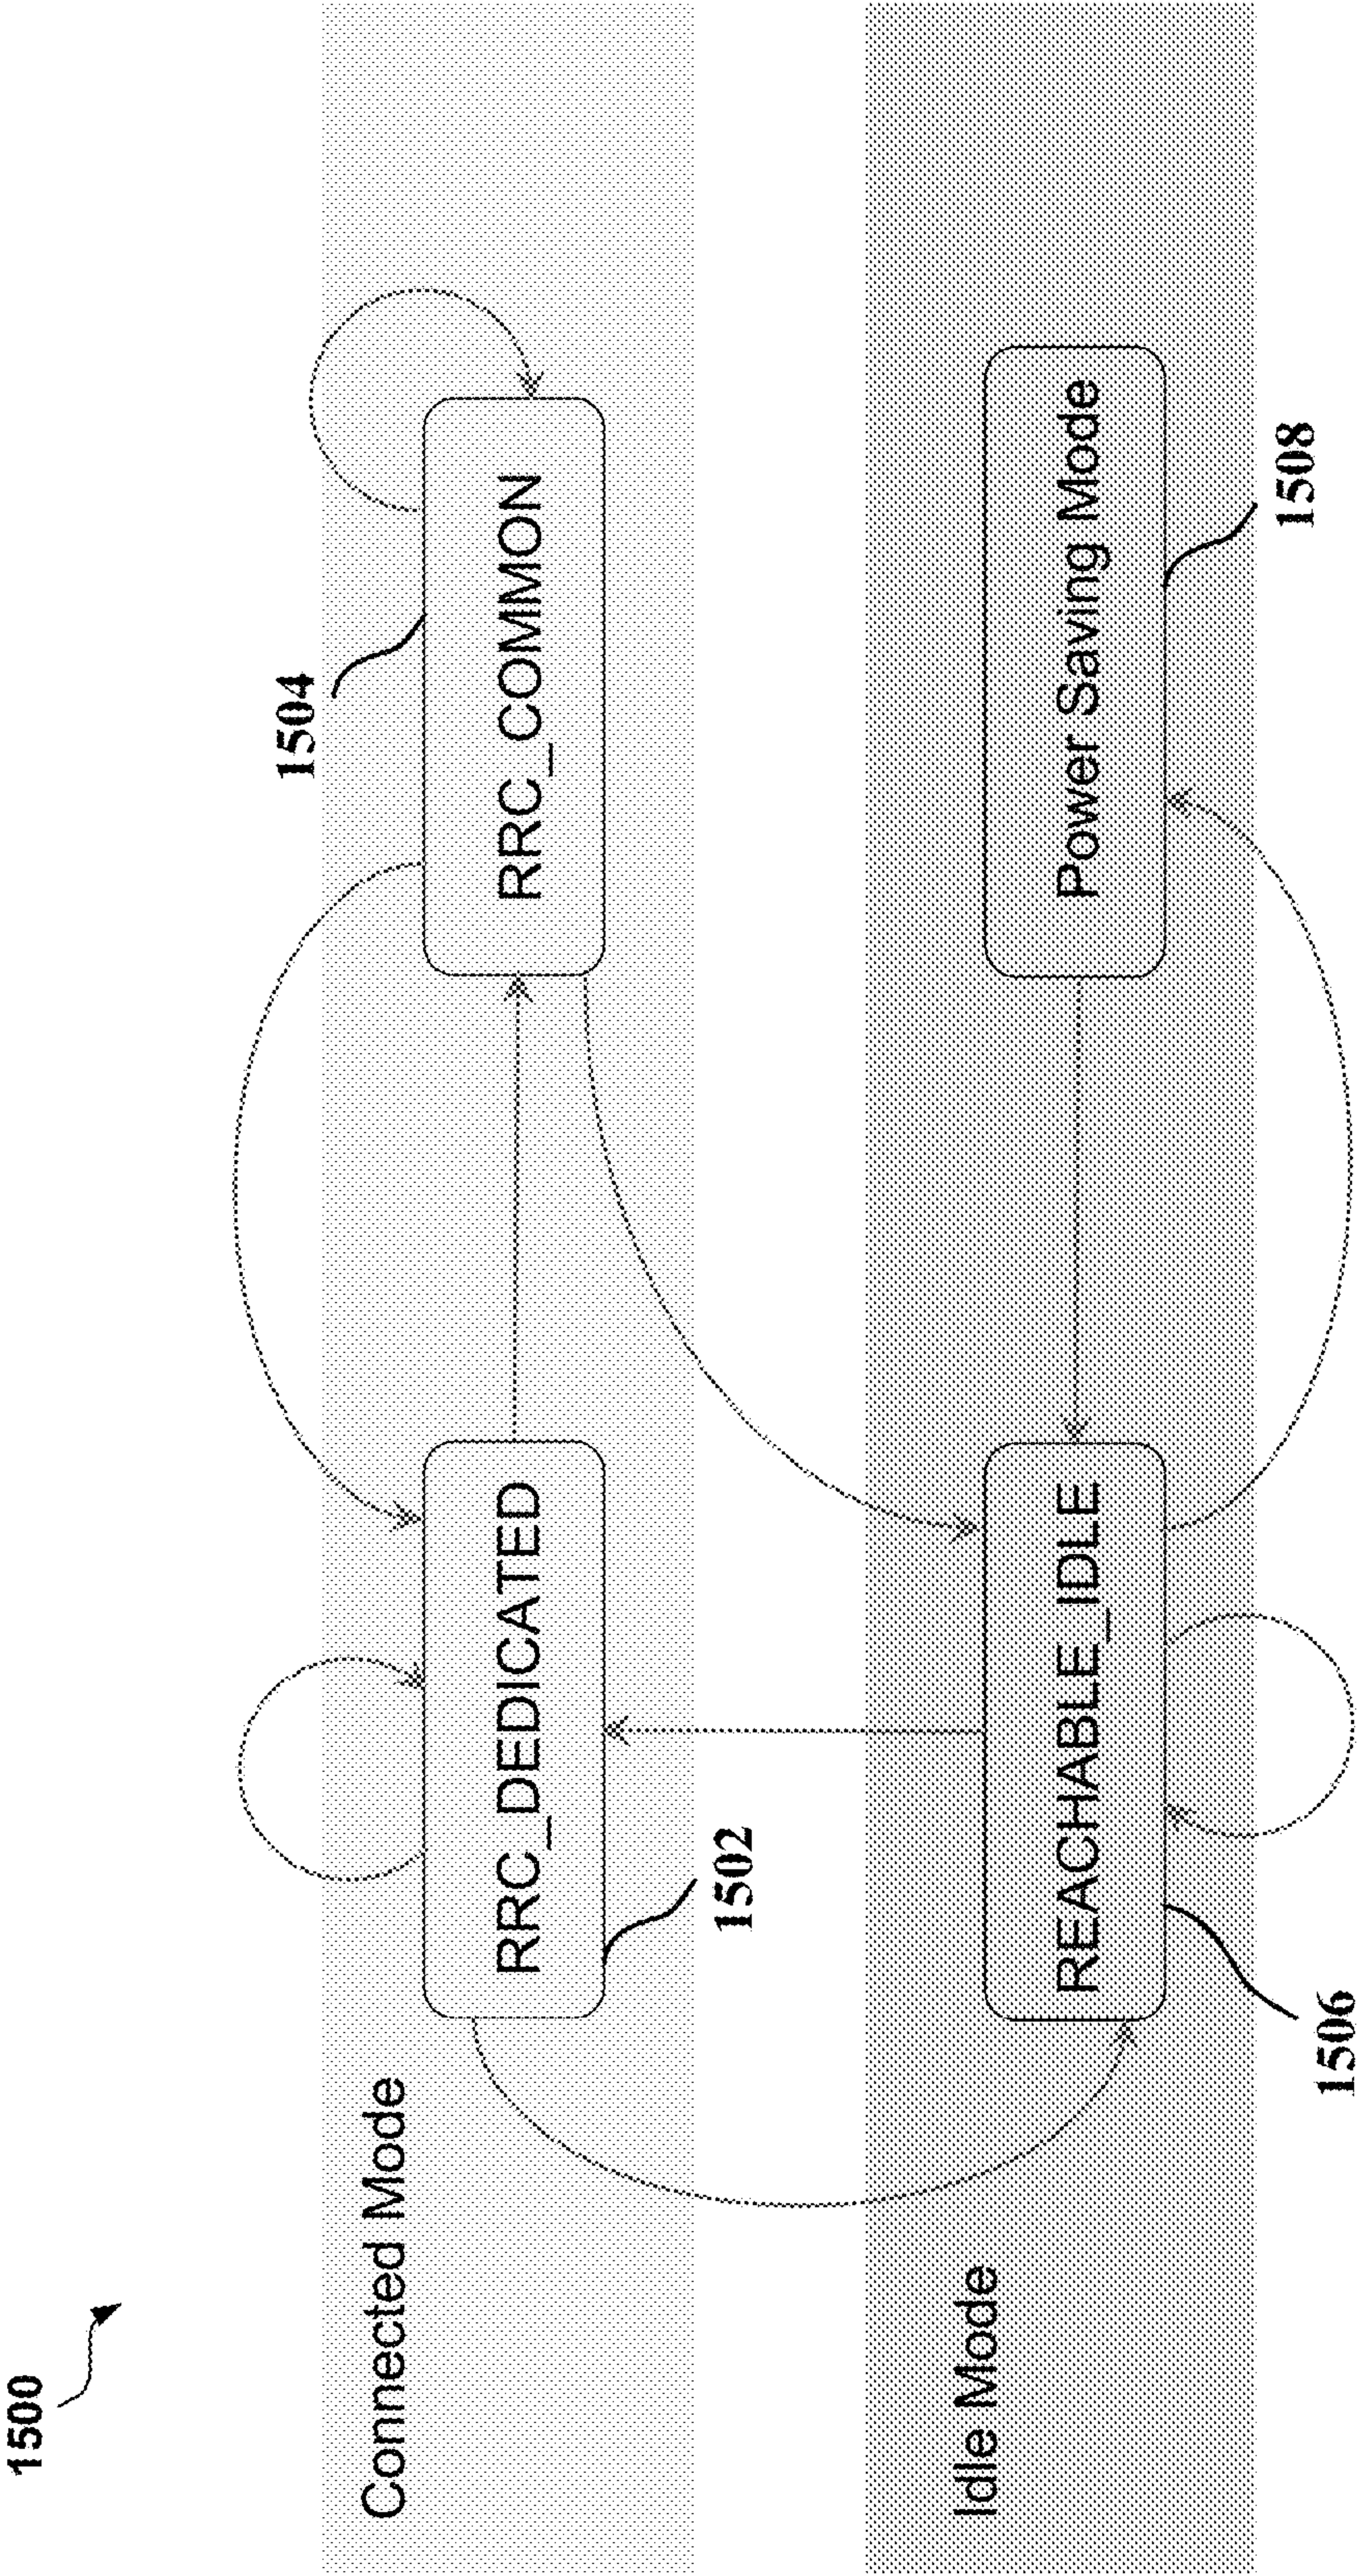 1500
Connected Mode
1504
RRC_DEDICATED
RRC_COMMON
1502
Idle Mode
REACHABLE_IDLE
Power Saving Mode
1506
1508